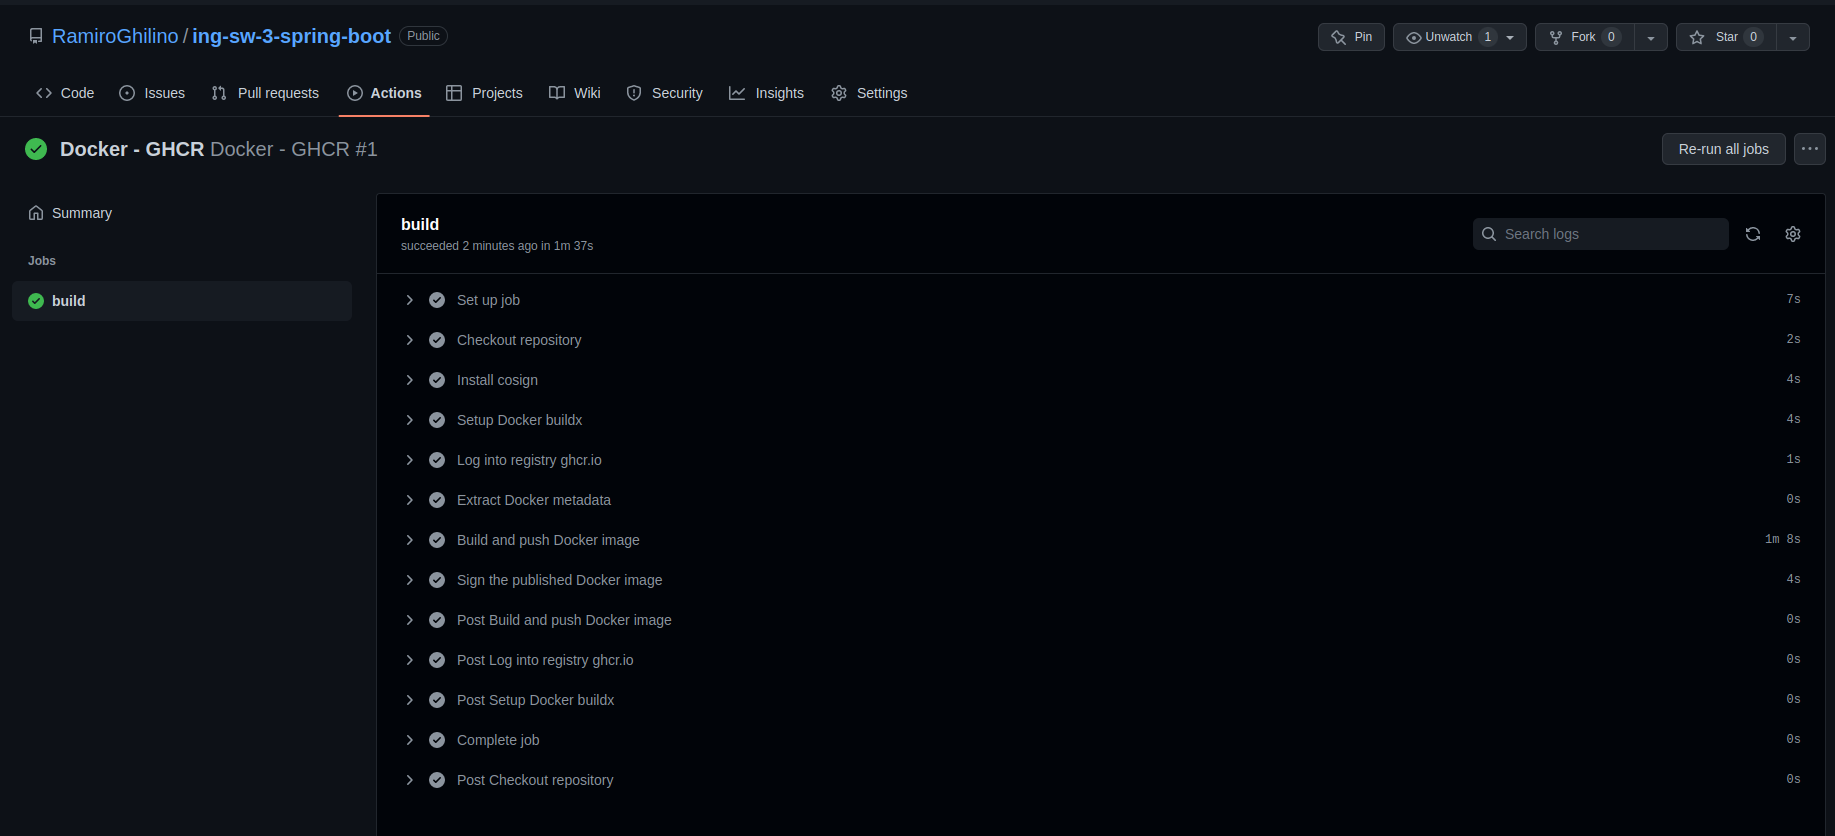 RamiroGhilino / ing-sw-3-spring-boot Public
Pin Unwatch 1 Fork 0 Star 0
Code Issues Pull requests Actions Projects Wiki Security Insights Settings
Docker - GHCR Docker - GHCR #1
Re-run all jobs
Summary
Jobs
build
build
succeeded 2 minutes ago in 1m 37s
Search logs
Set up job 7s
Checkout repository 2s
Install cosign 4s
Setup Docker buildx 4s
Log into registry ghcr.io 1s
Extract Docker metadata 0s
Build and push Docker image 1m 8s
Sign the published Docker image 4s
Post Build and push Docker image 0s
Post Log into registry ghcr.io 0s
Post Setup Docker buildx 0s
Complete job 0s
Post Checkout repository 0s